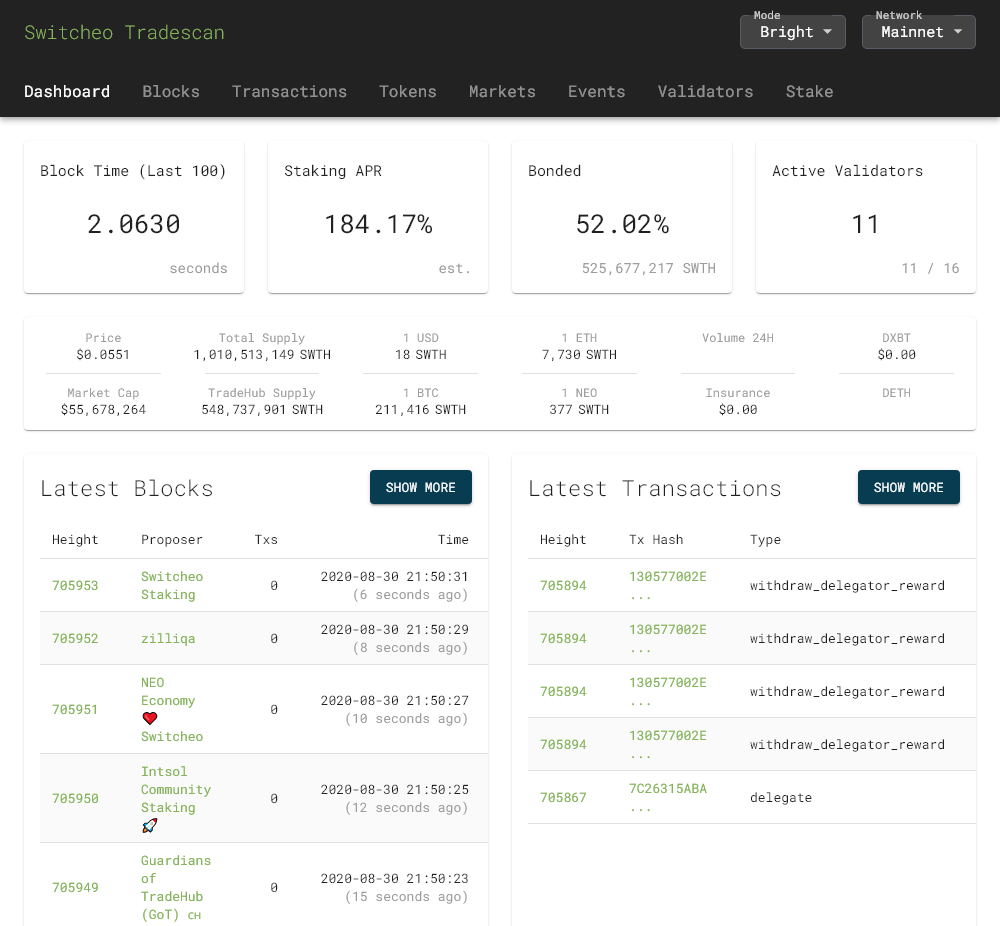 Switcheo Tradescan
Mode
Bright
Network
Mainnet
Dashboard Blocks Transactions Tokens Markets Events Validators Stake
Block Time (Last 100)
2.0630
seconds
Staking APR
184.17%
est.
Bonded
52.02%
525,677,217 SWTH
Active Validators
11
11 / 16
Price
$0.0551
Total Supply
1,010,513,149 SWTH
1 USD
18 SWTH
1 ETH
7,730 SWTH
Volume 24H
DXBT
$0.00
Market Cap
$55,678,264
TradeHub Supply
548,737,901 SWTH
1 BTC
211,416 SWTH
1 NEO
377 SWTH
Insurance
$0.00
DETH
Latest Blocks
SHOW MORE
Height Proposer Txs Time
705953 Switcheo 0 2020-08-30 21:50:31
Staking (6 seconds ago)
705952 zilliqa 0 2020-08-30 21:50:29
(8 seconds ago)
NEO
705951 Economy 0 2020-08-30 21:50:27
❤️ (10 seconds ago)
Switcheo
Intsol
705950 Community 0 2020-08-30 21:50:25
Staking (12 seconds ago)
🚀
Guardians
705949 of 0 2020-08-30 21:50:23
TradeHub (15 seconds ago)
(GoT) CH
Latest Transactions
SHOW MORE
Height Tx Hash Type
705894 130577002E withdraw_delegator_reward
...
705894 130577002E withdraw_delegator_reward
...
705894 130577002E withdraw_delegator_reward
...
705894 130577002E withdraw_delegator_reward
...
705867 7C26315ABA delegate
...